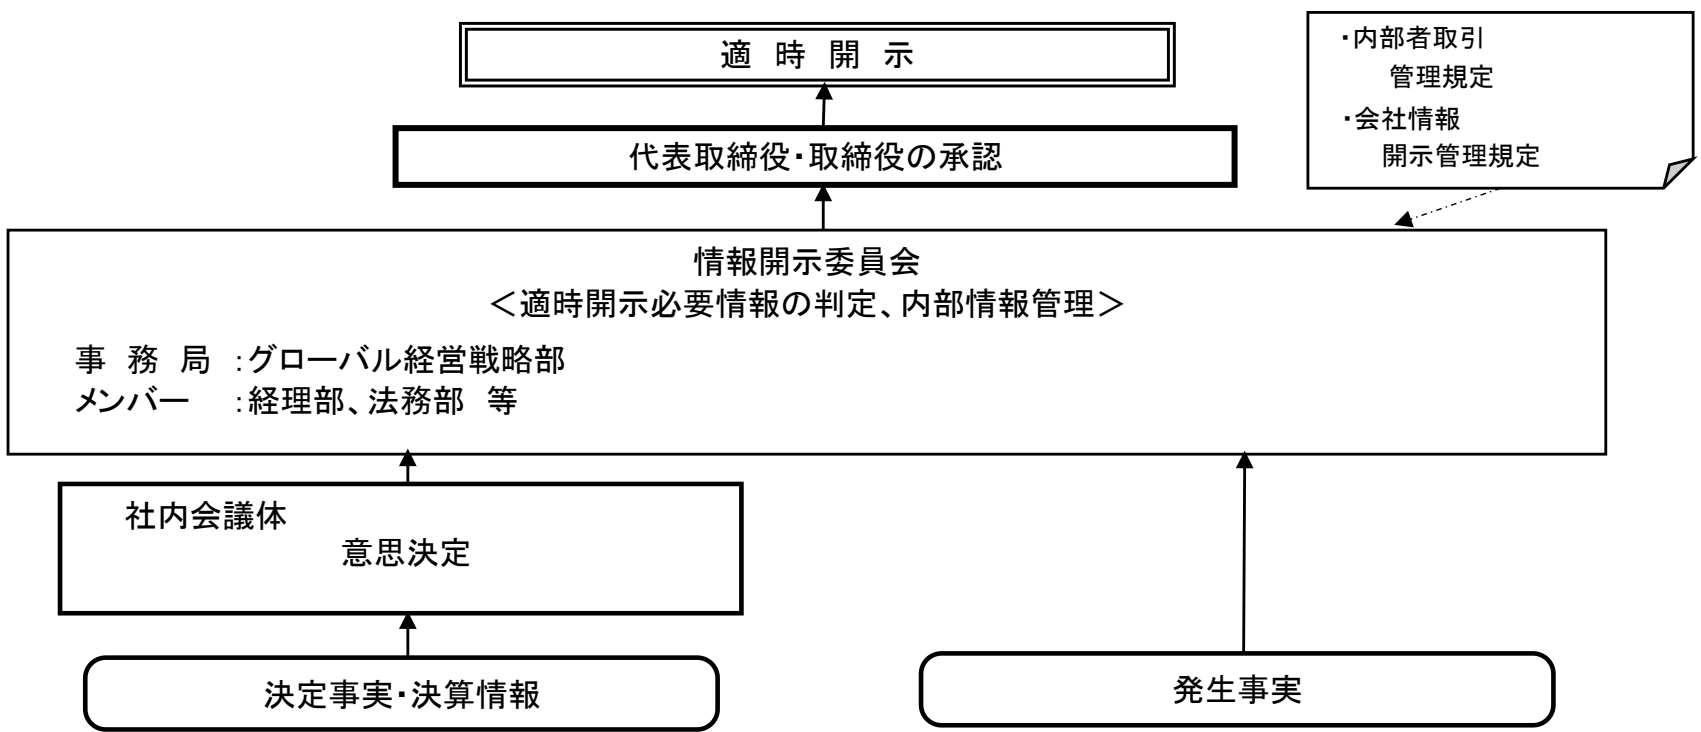 適 時 開 示
・内部者取引
管理規定
・会社情報
開示管理規定
代表取締役・取締役の承認
情報開示委員会
＜適時開示必要情報の判定、内部情報管理＞
事 務 局 ：グローバル経営戦略部
メンバー ：経理部、法務部 等
社内会議体
意思決定
決定事実・決算情報
発生事実